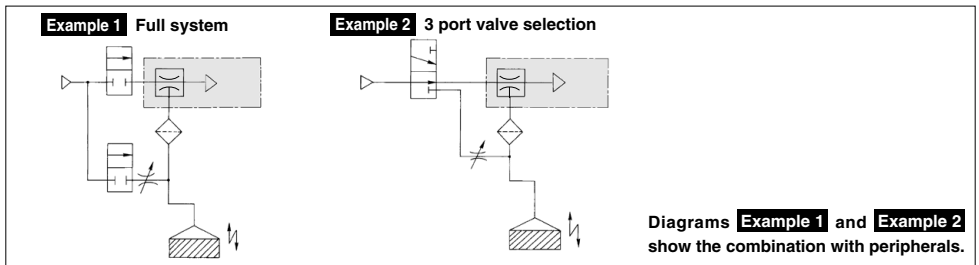 Example 1 Full system
Example 2 3 port valve selection
Diagrams Example 1 and Example 2
show the combination with peripherals.